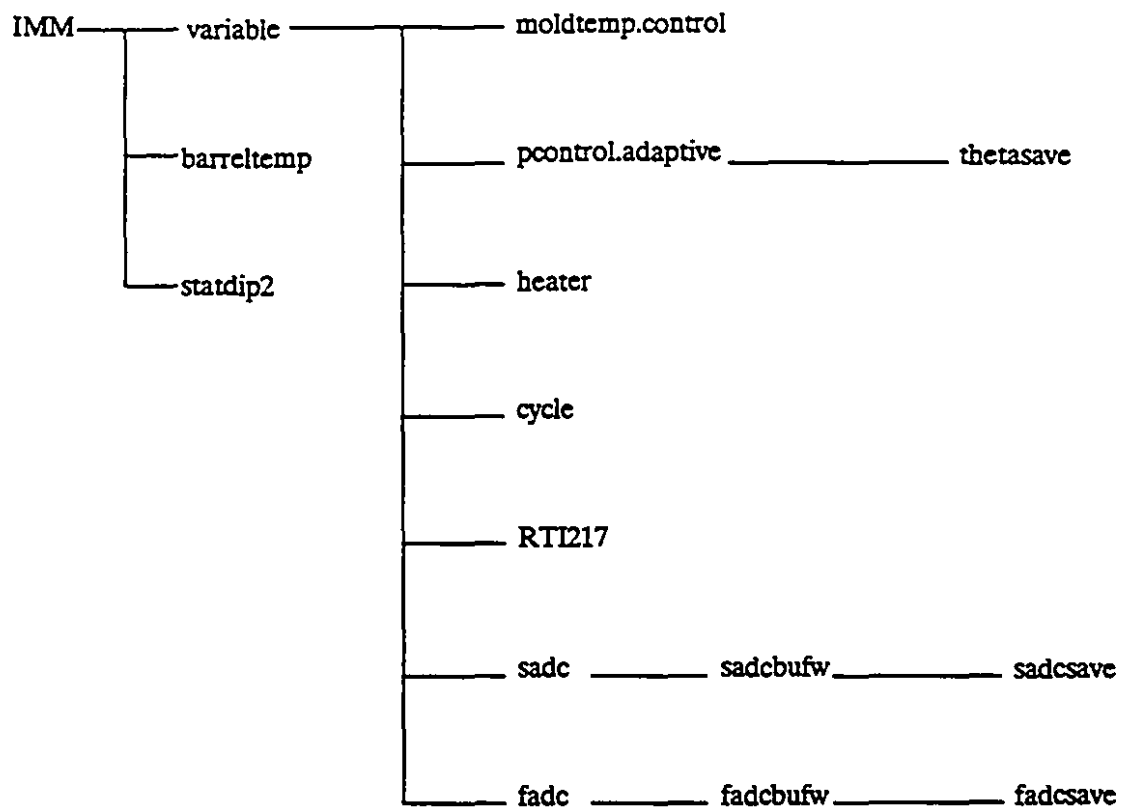 IMM variable moldtemp.control
barreltemp pcontrol.adaptive thetasave
statdip2 heater
cycle
RTI217
sadc sadcbufw sadcsave
fadc fadcbufw fadcsave